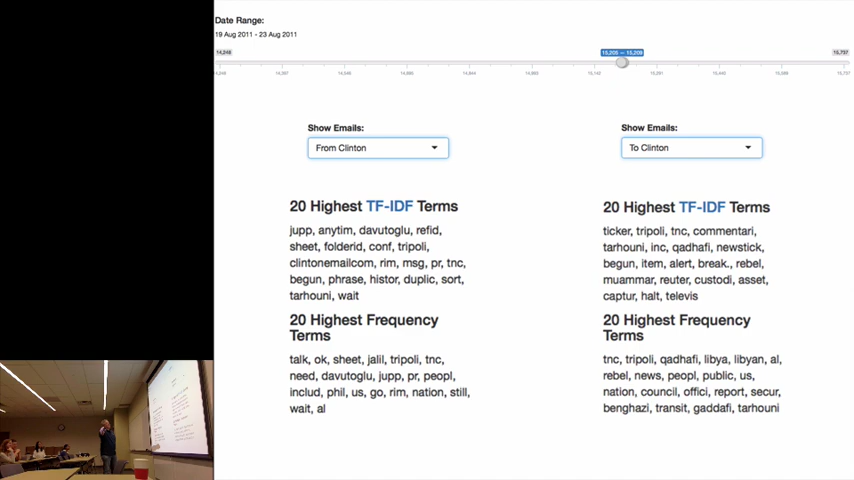 Date Range:
19 Aug 2011 - 23 Aug 2011
14,248
15,205 — 15,209
15,737
Show Emails:
From Clinton
20 Highest TF-IDF Terms
jupp, anytim, davutoglu, refid,
sheet, folderid, conf, tripoli,
clintonemailcom, rim, msg, pr, tnc,
begun, phrase, histor, duplic, sort,
tarhouni, wait
20 Highest Frequency
Terms
talk, ok, sheet, jalil, tripoli, tnc,
need, davutoglu, jupp, pr, peopl,
includ, phil, us, go, rim, nation, still,
wait, al
Show Emails:
To Clinton
20 Highest TF-IDF Terms
ticker, tripoli, tnc, commentari,
tarhouni, inc, qadhafi, newstick,
begun, item, alert, break., rebel,
muammar, reuter, custodi, asset,
captur, halt, televis
20 Highest Frequency
Terms
tnc, tripoli, qadhafi, libya, libyan, al,
rebel, news, peopl, public, us,
nation, council, offici, report, secur,
benghazi, transit, gaddafi, tarhouni